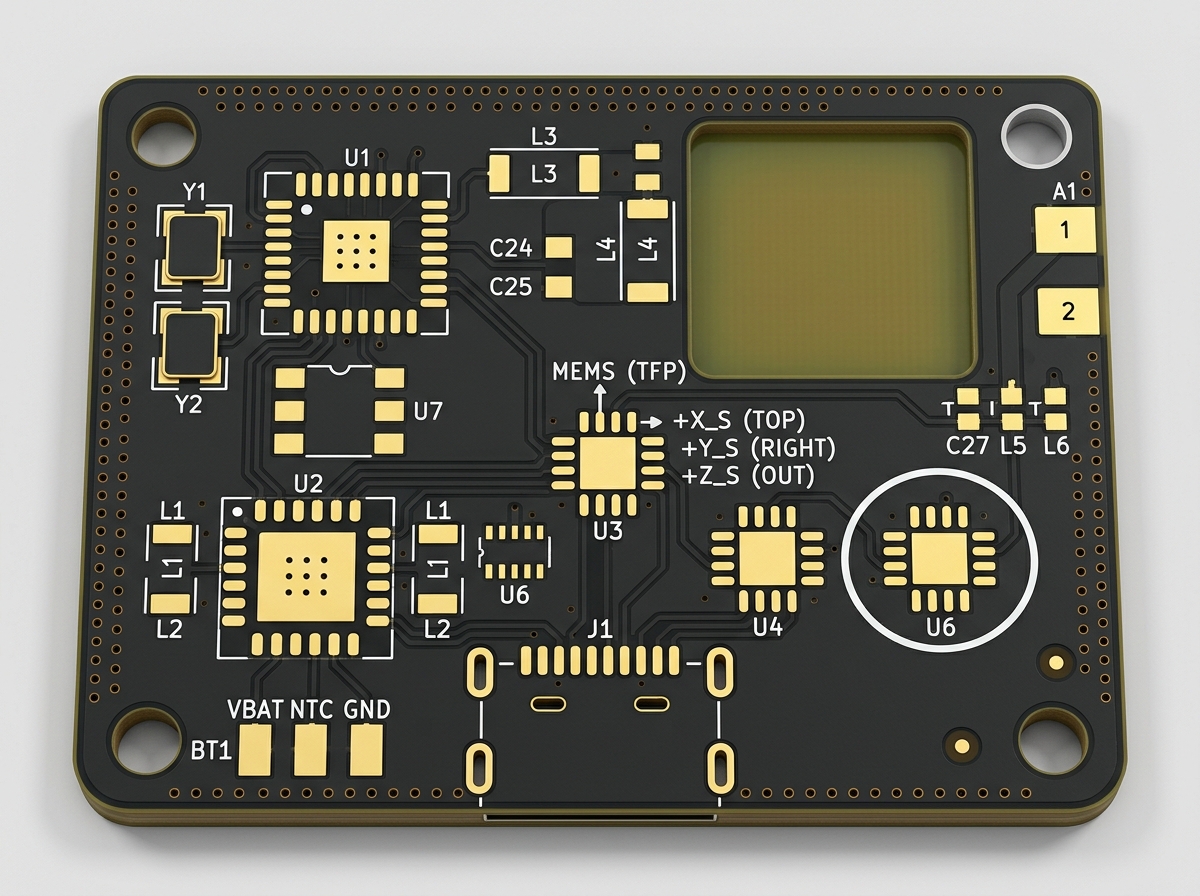 L3
U1
L3
Y1
A1
1
C24
L4
L4
C25
2
Y2
MEMS (TFP)
U7
+X_S (TOP)
+Y_S (RIGHT)
+Z_S (OUT)
T
I
T
C27 L5 L6
U2
L1
L1
L1
L1
U3
U6
L2
L2
J1
U4
U6
VBAT NTC GND
BT1